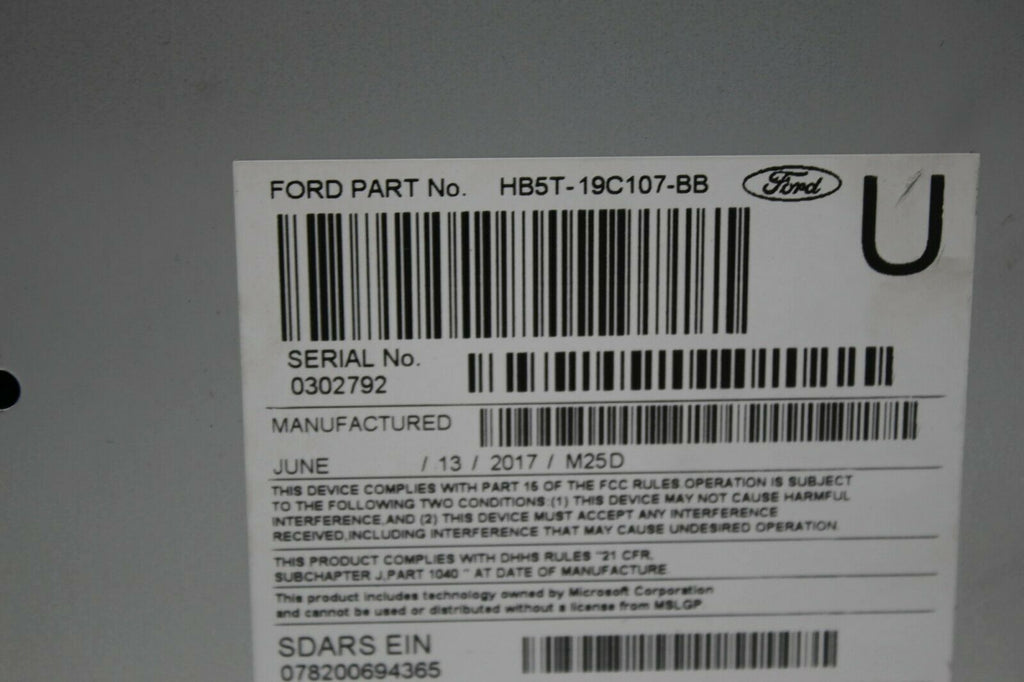 FORD PART No. HB5T-19C107-BB Ford U
SERIAL No.
0302792
MANUFACTURED
JUNE / 13 / 2017 / M25D
THIS DEVICE COMPLIES WITH PART 15 OF THE FCC RULES.OPERATION IS SUBJECT
TO THE FOLLOWING TWO CONDITIONS:(1) THIS DEVICE MAY NOT CAUSE HARMFUL
INTERFERENCE,AND (2) THIS DEVICE MUST ACCEPT ANY INTERFERENCE
RECEIVED,INCLUDING INTERFERENCE THAT MAY CAUSE UNDESIRED OPERATION.
THIS PRODUCT COMPLIES WITH DHHS RULES "21 CFR,
SUBCHAPTER J,PART 1040 " AT DATE OF MANUFACTURE.
This product includes technology owned by Microsoft Corporation
and cannot be used or distributed without a license from MSLGP
SDARS EIN
078200694365